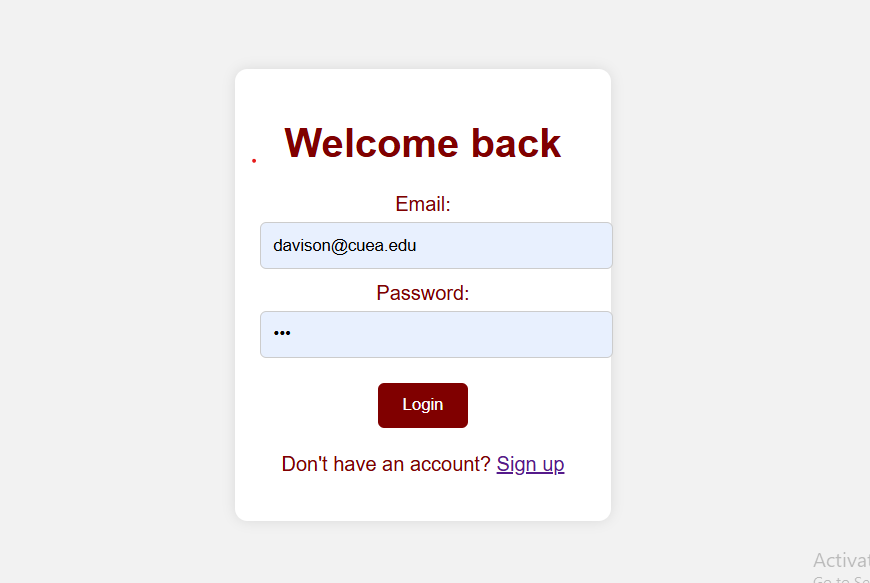 Welcome back
Email:
davison@cuea.edu
Password:
•••
Login
Don't have an account? Sign up
Activat
Go to Se